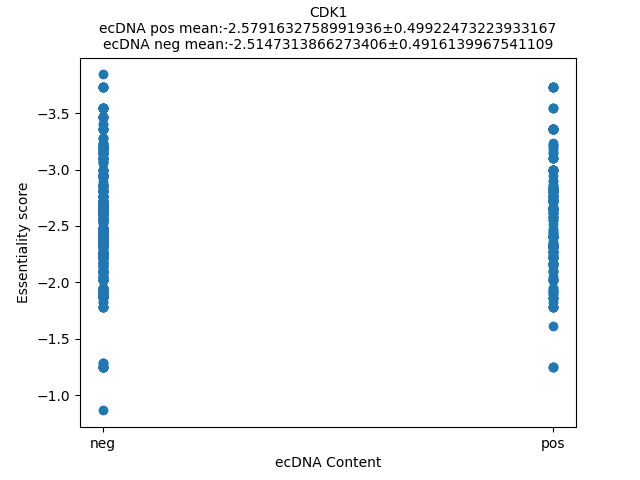 CDK1
ecDNA pos mean:-2.5791632758991936±0.49922473223933167
ecDNA neg mean:-2.5147313866273406±0.4916139967541109
−3.5
−3.0
−2.5
−2.0
−1.5
−1.0
Essentiality score
neg
pos
ecDNA Content